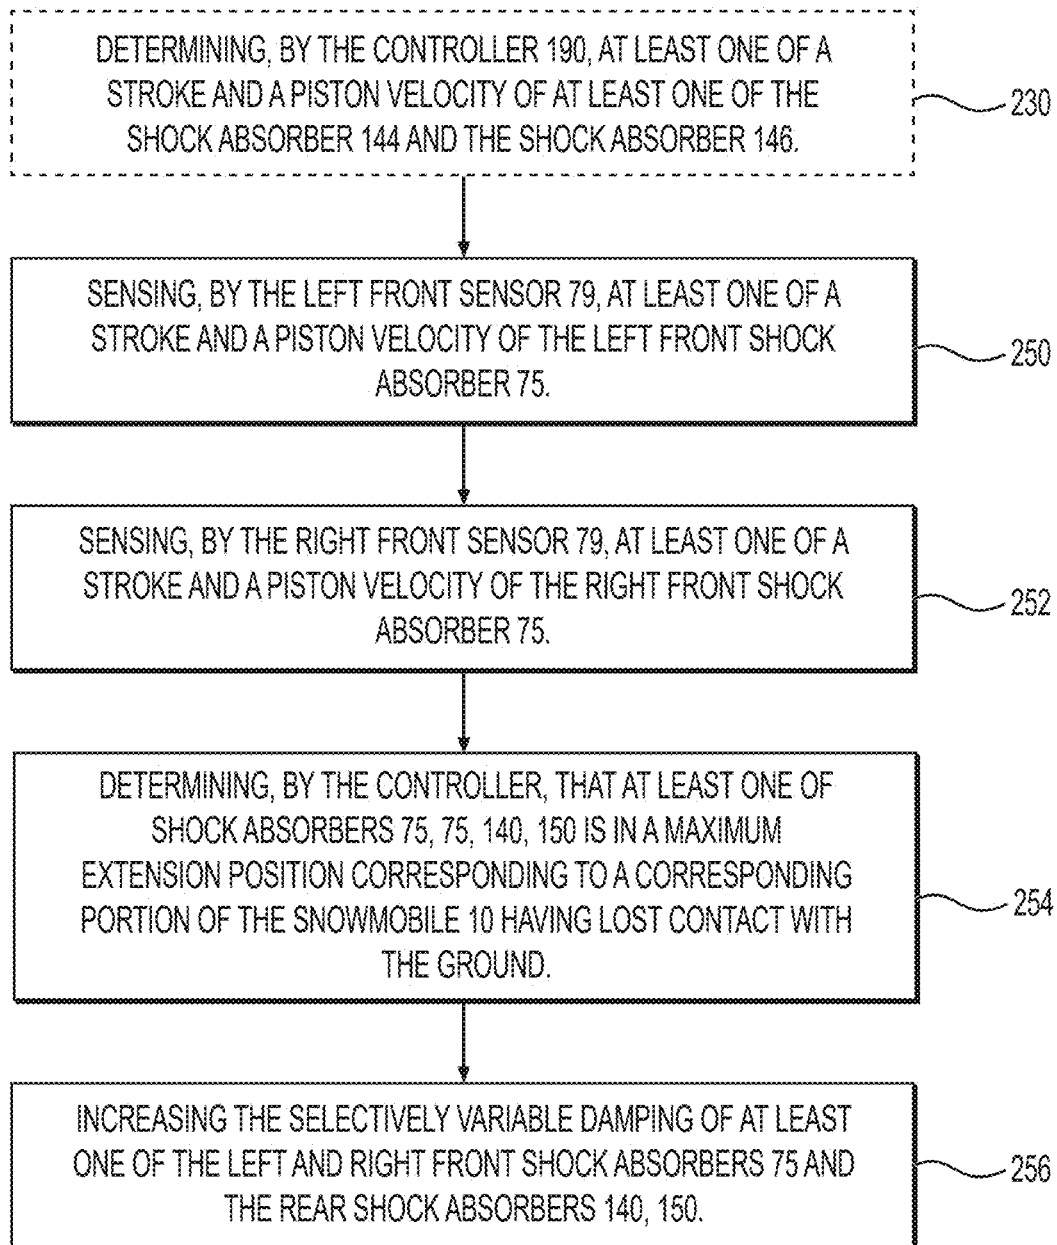 DETERMINING, BY THE CONTROLLER 190, AT LEAST ONE OF A
STROKE AND A PISTON VELOCITY OF AT LEAST ONE OF THE
SHOCK ABSORBER 144 AND THE SHOCK ABSORBER 146.
230
SENSING, BY THE LEFT FRONT SENSOR 79, AT LEAST ONE OF A
STROKE AND A PISTON VELOCITY OF THE LEFT FRONT SHOCK
ABSORBER 75.
250
SENSING, BY THE RIGHT FRONT SENSOR 79, AT LEAST ONE OF A
STROKE AND A PISTON VELOCITY OF THE RIGHT FRONT SHOCK
ABSORBER 75.
252
DETERMINING, BY THE CONTROLLER, THAT AT LEAST ONE OF
SHOCK ABSORBERS 75, 75, 140, 150 IS IN A MAXIMUM
EXTENSION POSITION CORRESPONDING TO A CORRESPONDING
PORTION OF THE SNOWMOBILE 10 HAVING LOST CONTACT WITH
THE GROUND.
254
INCREASING THE SELECTIVELY VARIABLE DAMPING OF AT LEAST
ONE OF THE LEFT AND RIGHT FRONT SHOCK ABSORBERS 75 AND
THE REAR SHOCK ABSORBERS 140, 150.
256